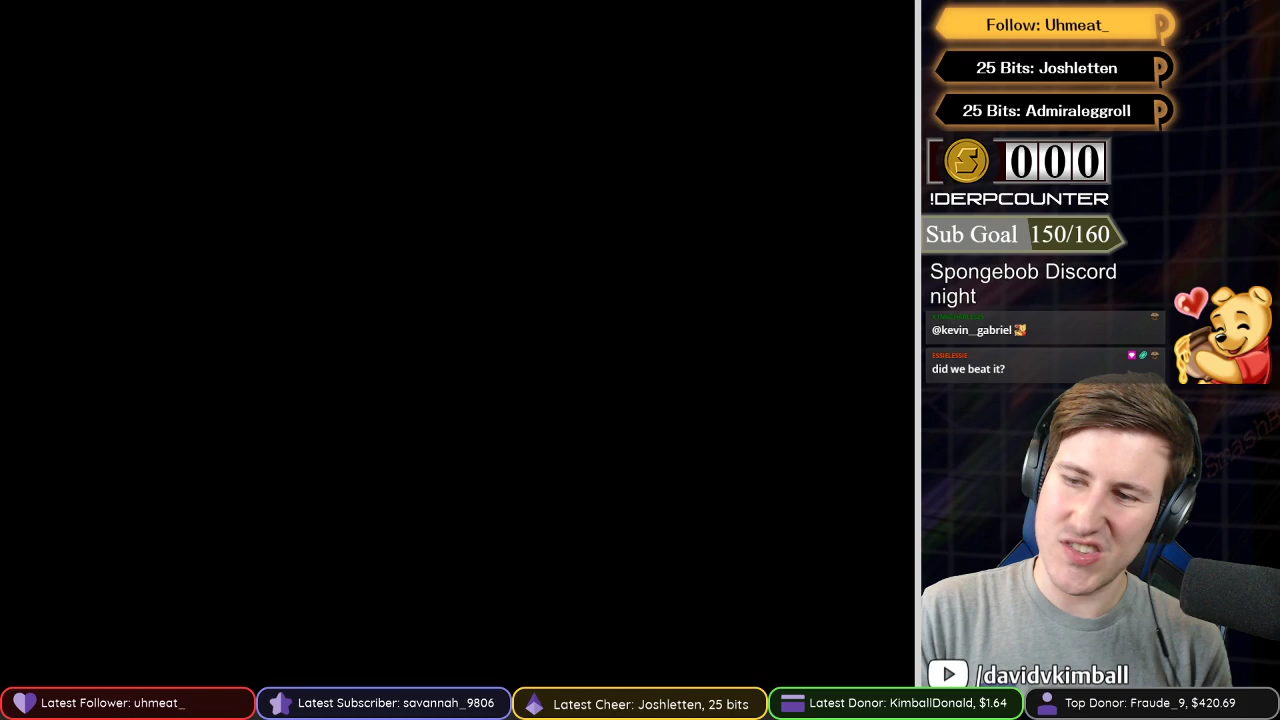 Follow: Uhmeat_
25 Bits: Joshletten
25 Bits: Admiraleggroll
000
!DERPCOUNTER
Sub Goal 150/160
Spongebob Discord
night
@kevin_gabriel
ESSIELESSIE
did we beat it?
/davidvkimball
Latest Follower: uhmeat_
Latest Subscriber: savannah_9806
Latest Cheer: Joshletten, 25 bits
Latest Donor: KimballDonald, $1.64
Top Donor: Fraude_9, $420.69